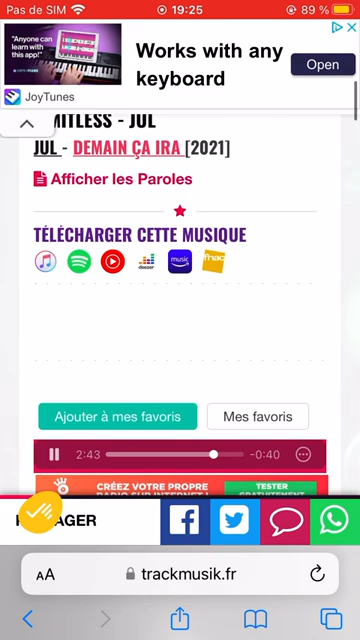 Pas de SIM 19:25 89 %
"Anyone can
learn with
this app!"
Works with any
keyboard
Open
JoyTunes
MITLESS - JUL
JUL - DEMAIN ÇA IRA [2021]
Afficher les Paroles
TÉLÉCHARGER CETTE MUSIQUE
deezer
music
fnac
Ajouter à mes favoris
Mes favoris
2:43 -0:40
CRÉEZ VOTRE PROPRE
RADIO SUR INTERNET !
TESTER
GRATUITEMENT
AGER
AA trackmusik.fr